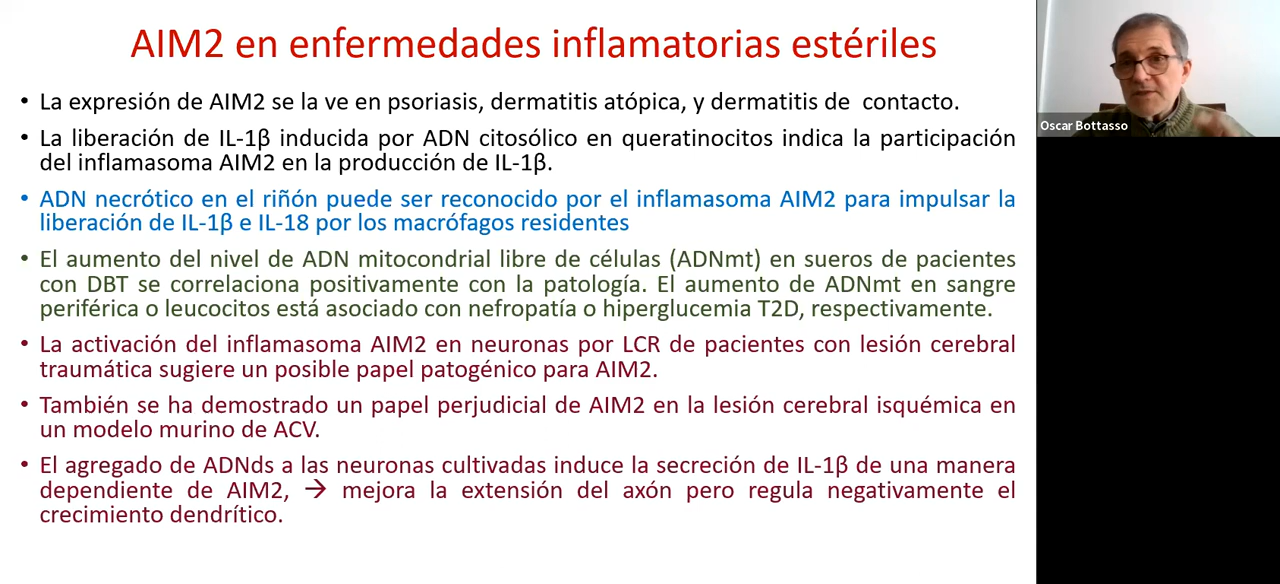 AIM2 en enfermedades inflamatorias estériles
• La expresión de AIM2 se la ve en psoriasis, dermatitis atópica, y dermatitis de contacto.
• La liberación de IL-1β inducida por ADN citosólico en queratinocitos indica la participación
del inflamasoma AIM2 en la producción de IL-1β.
• ADN necrótico en el riñón puede ser reconocido por el inflamasoma AIM2 para impulsar la
liberación de IL-1β e IL-18 por los macrófagos residentes
• El aumento del nivel de ADN mitocondrial libre de células (ADNmt) en sueros de pacientes
con DBT se correlaciona positivamente con la patología. El aumento de ADNmt en sangre
periférica o leucocitos está asociado con nefropatía o hiperglucemia T2D, respectivamente.
• La activación del inflamasoma AIM2 en neuronas por LCR de pacientes con lesión cerebral
traumática sugiere un posible papel patogénico para AIM2.
• También se ha demostrado un papel perjudicial de AIM2 en la lesión cerebral isquémica en
un modelo murino de ACV.
• El agregado de ADNds a las neuronas cultivadas induce la secreción de IL-1β de una manera
dependiente de AIM2, → mejora la extensión del axón pero regula negativamente el
crecimiento dendrítico.
Oscar Bottasso